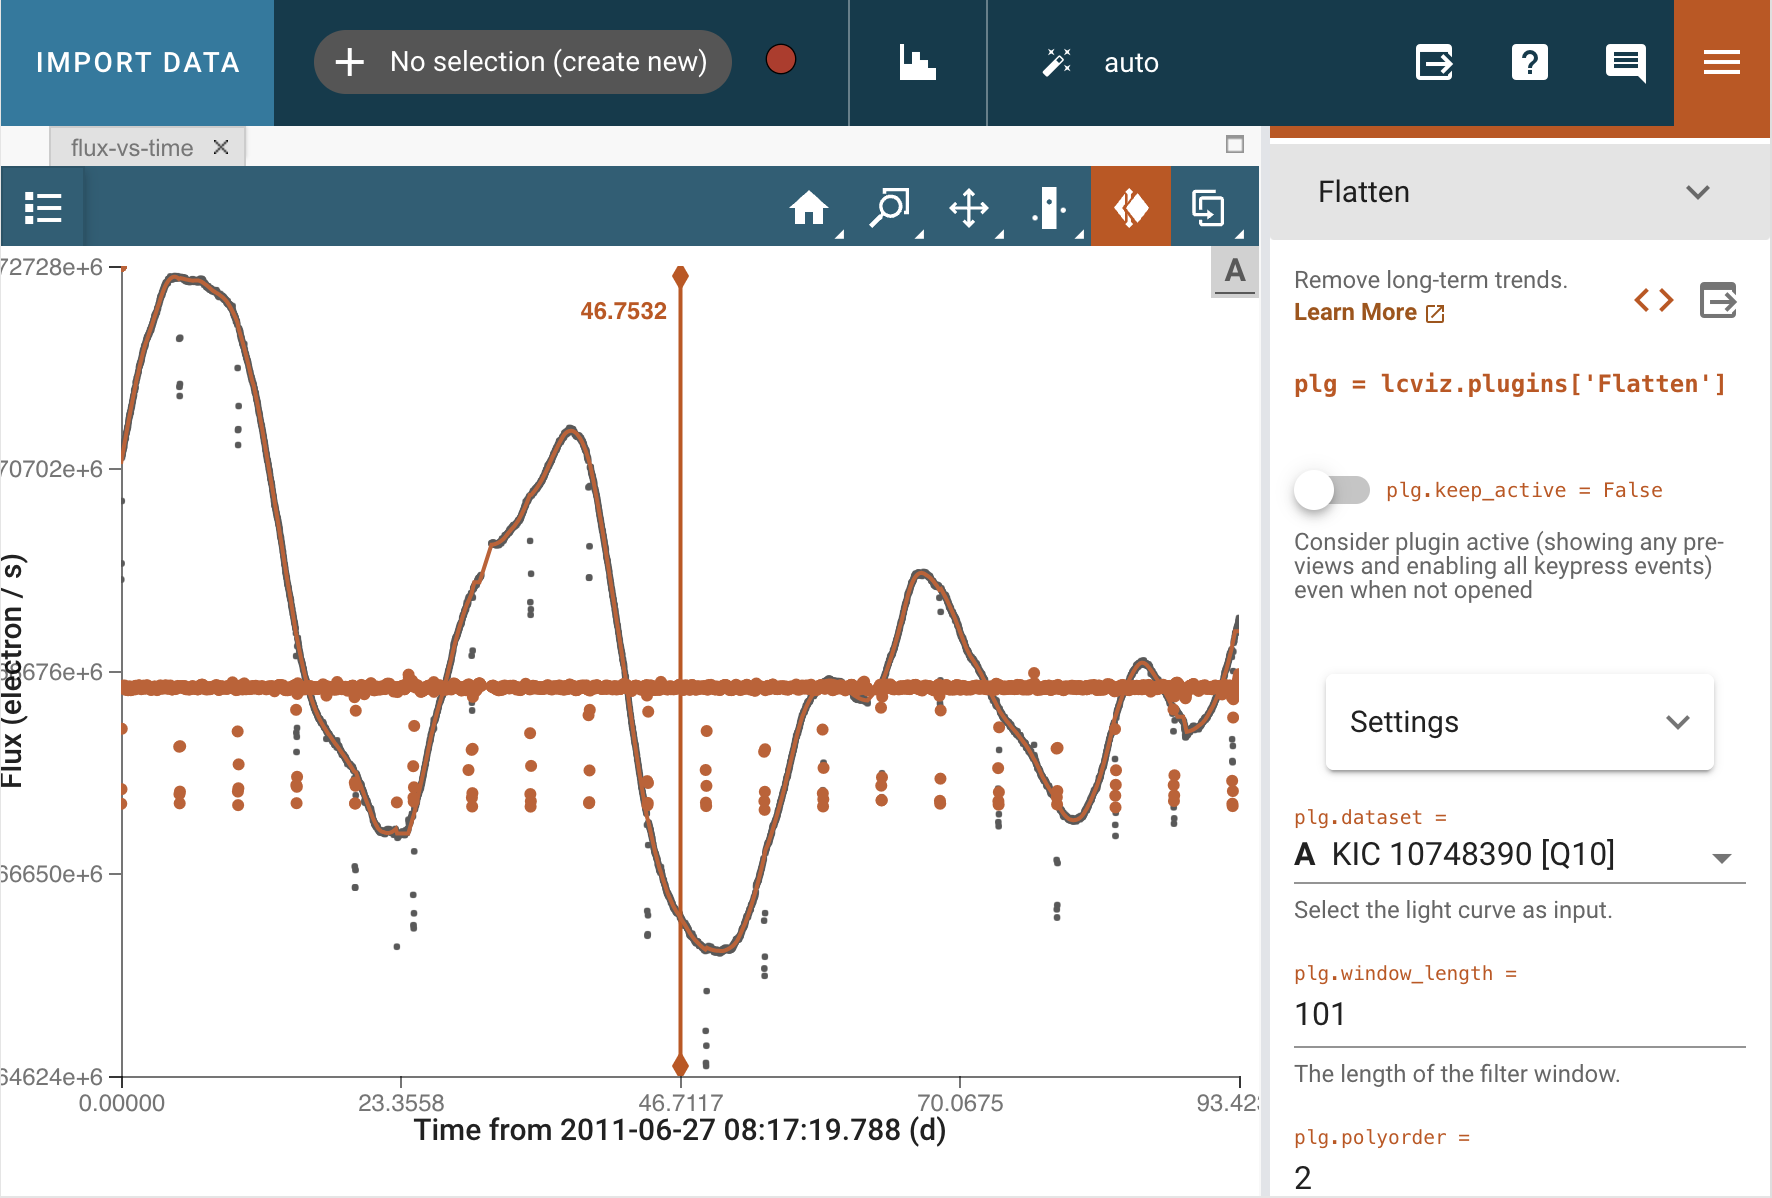 IMPORT DATA
No selection (create new)
auto
flux-vs-time
Flatten
A
72728e+6
46.7532
Remove long-term trends.
Learn More
plg = lcviz.plugins['Flatten']
70702e+6
plg.keep_active = False
Consider plugin active (showing any pre-
views and enabling all keypress events)
even when not opened
Flux (electron / s)
676e+6
Settings
plg.dataset =
A KIC 10748390 [Q10]
66650e+6
Select the light curve as input.
plg.window_length =
101
The length of the filter window.
64624e+6
0.00000
23.3558
46.7117
70.0675
93.423
Time from 2011-06-27 08:17:19.788 (d)
plg.polyorder =
2